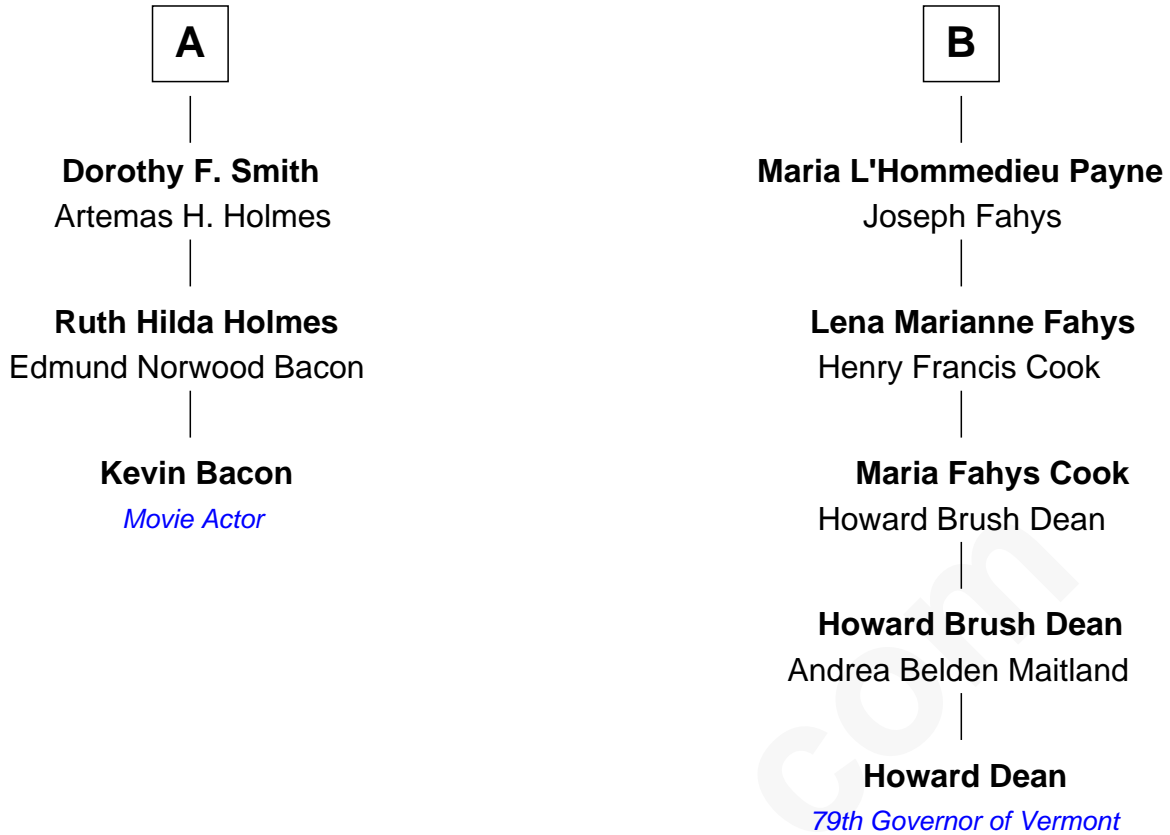 A
Dorothy F. Smith
Artemas H. Holmes
Ruth Hilda Holmes
Edmund Norwood Bacon
Kevin Bacon
Movie Actor
B
Maria L'Hommedieu Payne
Joseph Fahys
Lena Marianne Fahys
Henry Francis Cook
Maria Fahys Cook
Howard Brush Dean
Howard Brush Dean
Andrea Belden Maitland
Howard Dean
79th Governor of Vermont
com